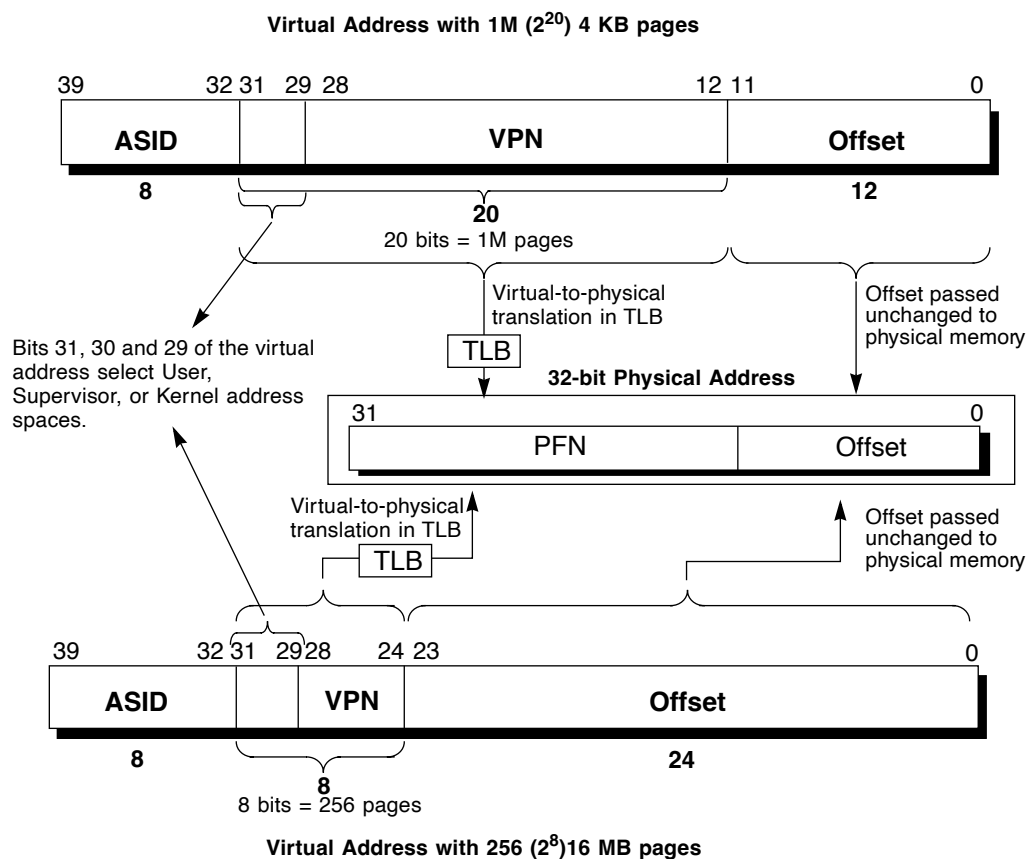 Virtual Address with 1M (2²⁰) 4 KB pages
39 32 31 29 28 12 11 0
ASID VPN Offset
8 20 12
20 bits = 1M pages
Virtual-to-physical
translation in TLB
TLB
Offset passed
unchanged to
physical memory
Bits 31, 30 and 29 of the virtual
address select User,
Supervisor, or Kernel address
spaces.
32-bit Physical Address
31 0
PFN Offset
Virtual-to-physical
translation in TLB
TLB
Offset passed
unchanged to
physical memory
39 32 31 29 28 24 23 0
ASID VPN Offset
8 8 24
8 bits = 256 pages
Virtual Address with 256 (2⁸)16 MB pages